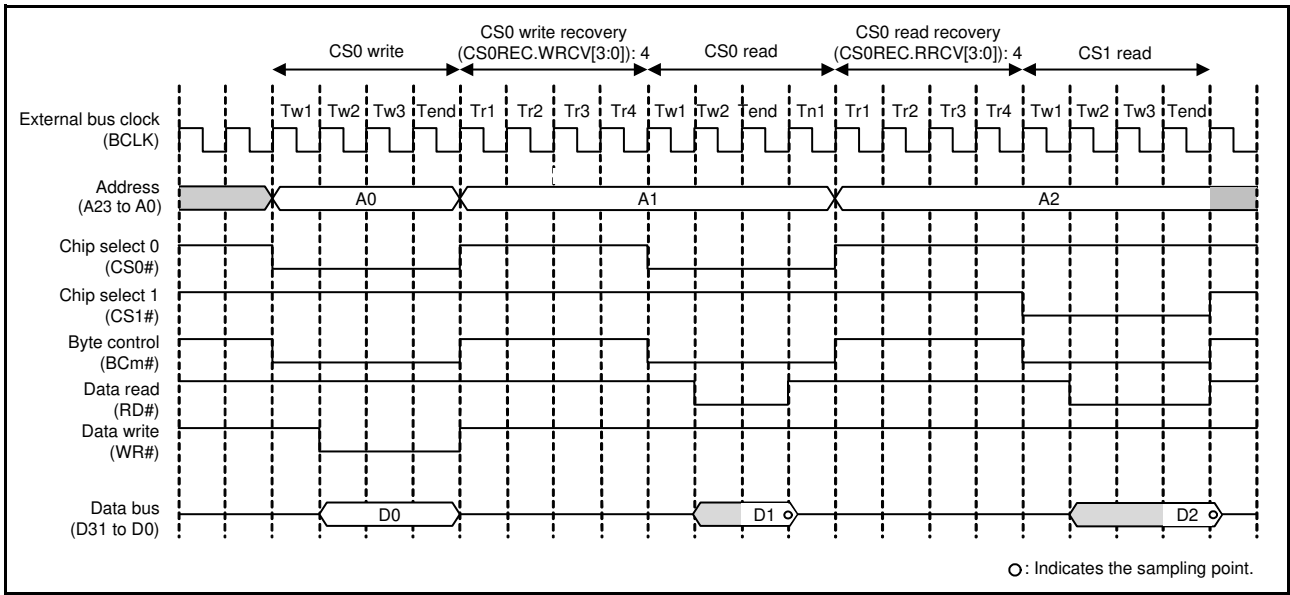 CS0 write
CS0 write recovery
(CS0REC.WRCV[3:0]): 4
CS0 read
CS0 read recovery
(CS0REC.RRCV[3:0]): 4
CS1 read
Tw1 Tw2 Tw3 Tend Tr1 Tr2 Tr3 Tr4 Tw1 Tw2 Tend Tn1 Tr1 Tr2 Tr3 Tr4 Tw1 Tw2 Tw3 Tend
External bus clock
(BCLK)
Address
(A23 to A0)
A0 A1 A2
Chip select 0
(CS0#)
Chip select 1
(CS1#)
Byte control
(BCm#)
Data read
(RD#)
Data write
(WR#)
Data bus
(D31 to D0)
D0 D1 D2
: Indicates the sampling point.